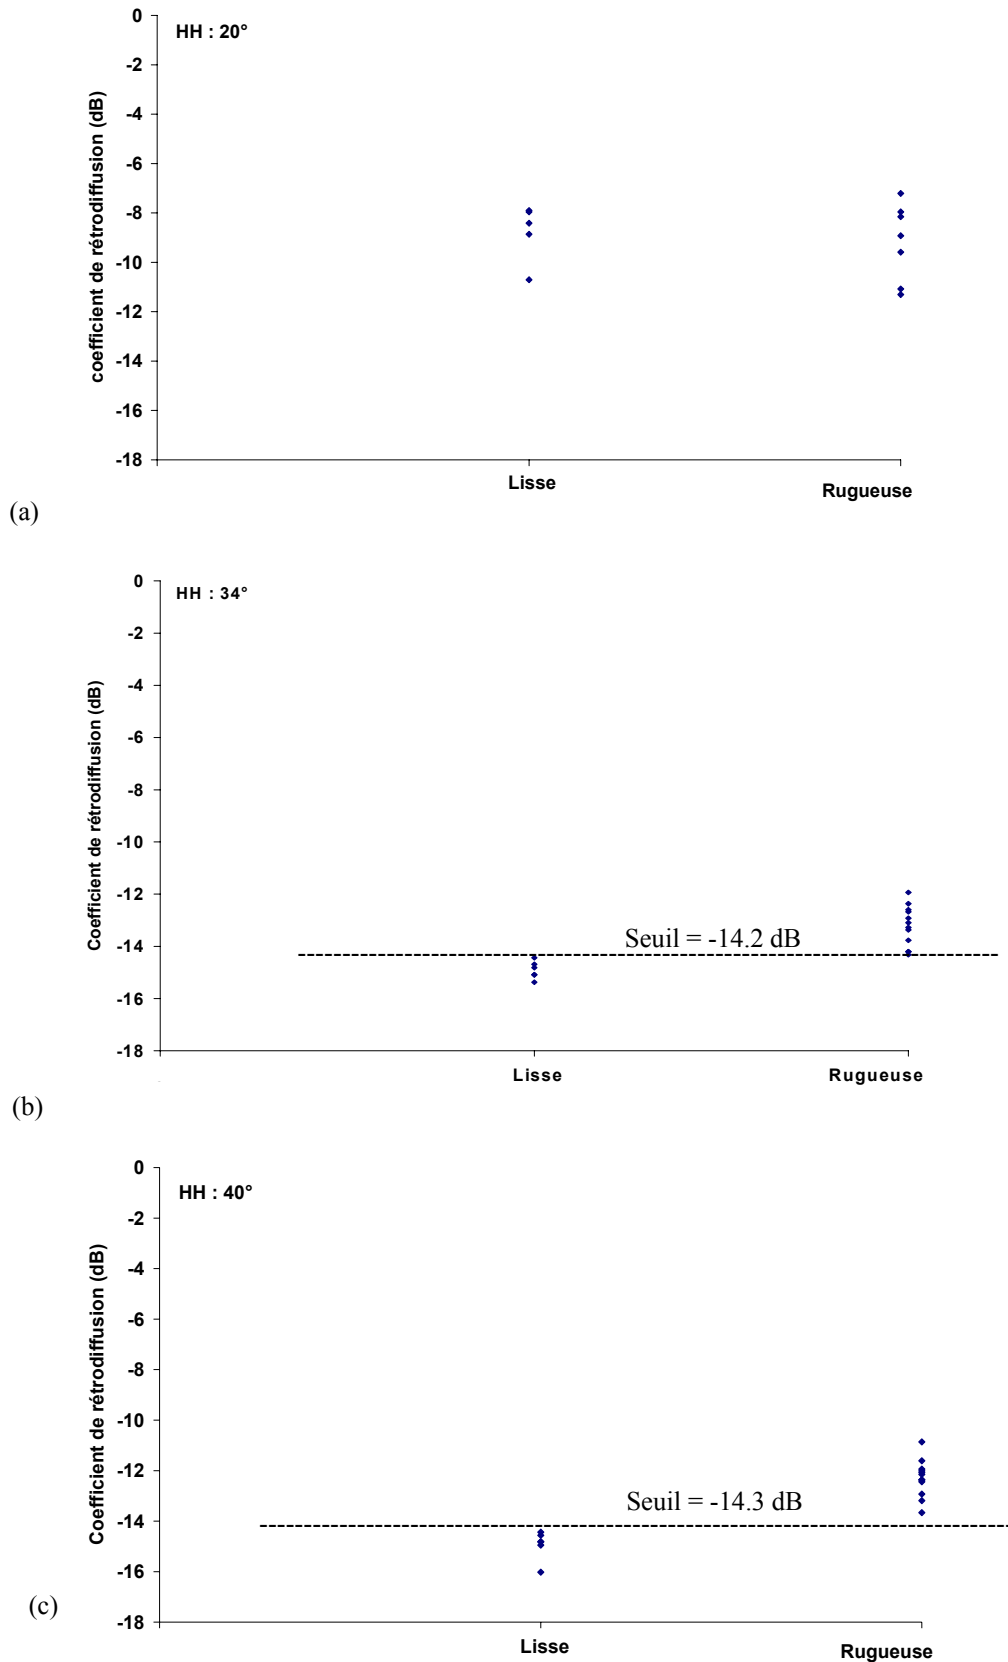 HH : 20°
coefficient de rétrodiffusion (dB)
0
-2
-4
-6
-8
-10
-12
-14
-16
-18
Lisse
Rugueuse
(a)
HH : 34°
Coefficient de rétrodiffusion (dB)
0
-2
-4
-6
-8
-10
-12
-14
-16
-18
Seuil = -14.2 dB
Lisse
Rugueuse
(b)
HH : 40°
Coefficient de rétrodiffusion (dB)
0
-2
-4
-6
-8
-10
-12
-14
-16
-18
Seuil = -14.3 dB
Lisse
Rugueuse
(c)